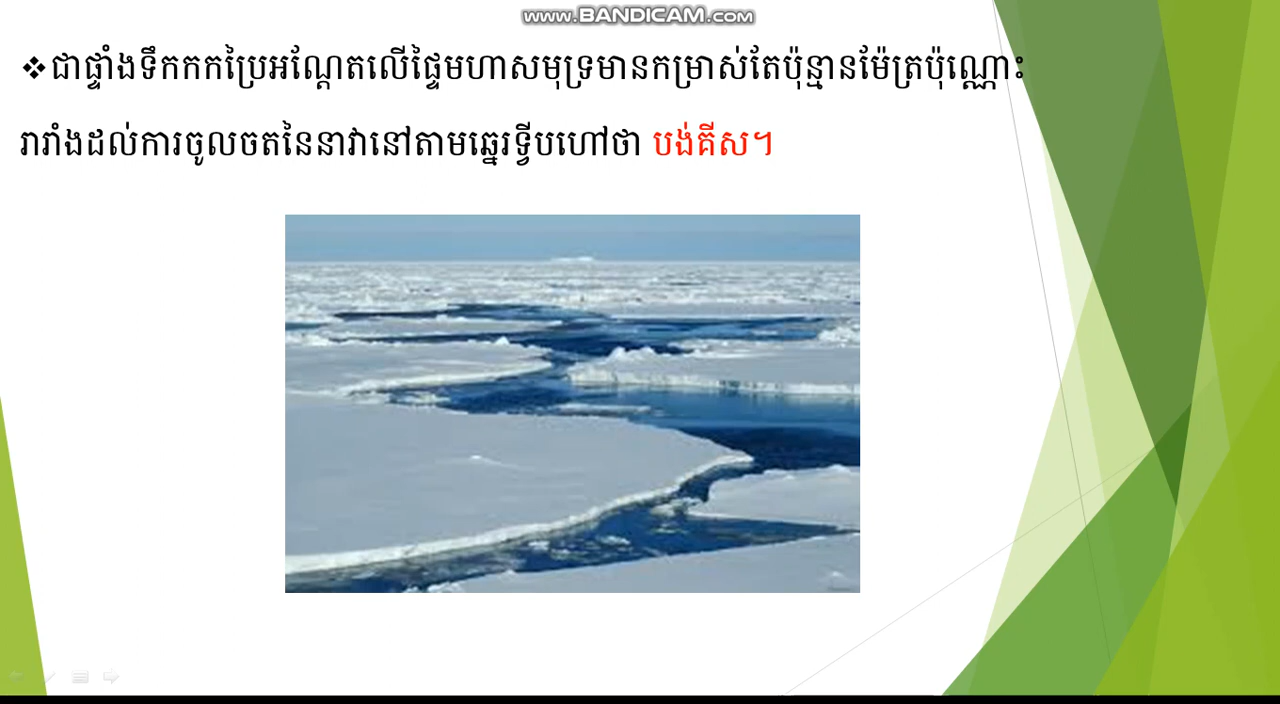 www.BANDICAM.com
❖ជាផ្ទាំងទឹកកកប្រៃអណ្តែតលើផ្ទៃមហាសមុទ្រមានកម្រាស់តែប៉ុន្មានម៉ែត្រប៉ុណ្ណោះ
រារាំងដល់ការចូលចតនៃនាវានៅតាមឆ្នេរទ្វីបហៅថា បង់គីស។